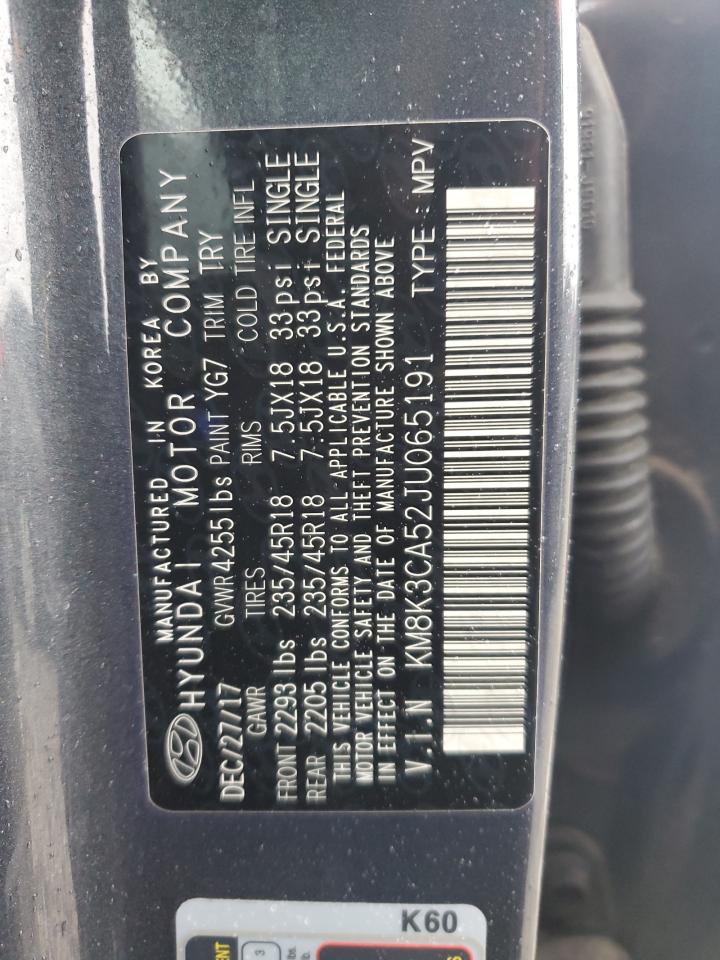 MANUFACTURED IN KOREA BY
HYUNDAI MOTOR COMPANY
DEC/27/17 GVWR 4255 lbs PAINT YG7 TRIM TRY
GAWR TIRES RIMS COLD TIRE INFL
FRONT 2293 lbs 235/45R18 7.5JX18 33psi SINGLE
REAR 2205 lbs 235/45R18 7.5JX18 33psi SINGLE
THIS VEHICLE CONFORMS TO ALL APPLICABLE U.S.A. FEDERAL
MOTOR VEHICLE SAFETY AND THEFT PREVENTION STANDARDS
IN EFFECT ON THE DATE OF MANUFACTURE SHOWN ABOVE
V.I.N KM8K3CA52JU065191 TYPE : MPV
K60